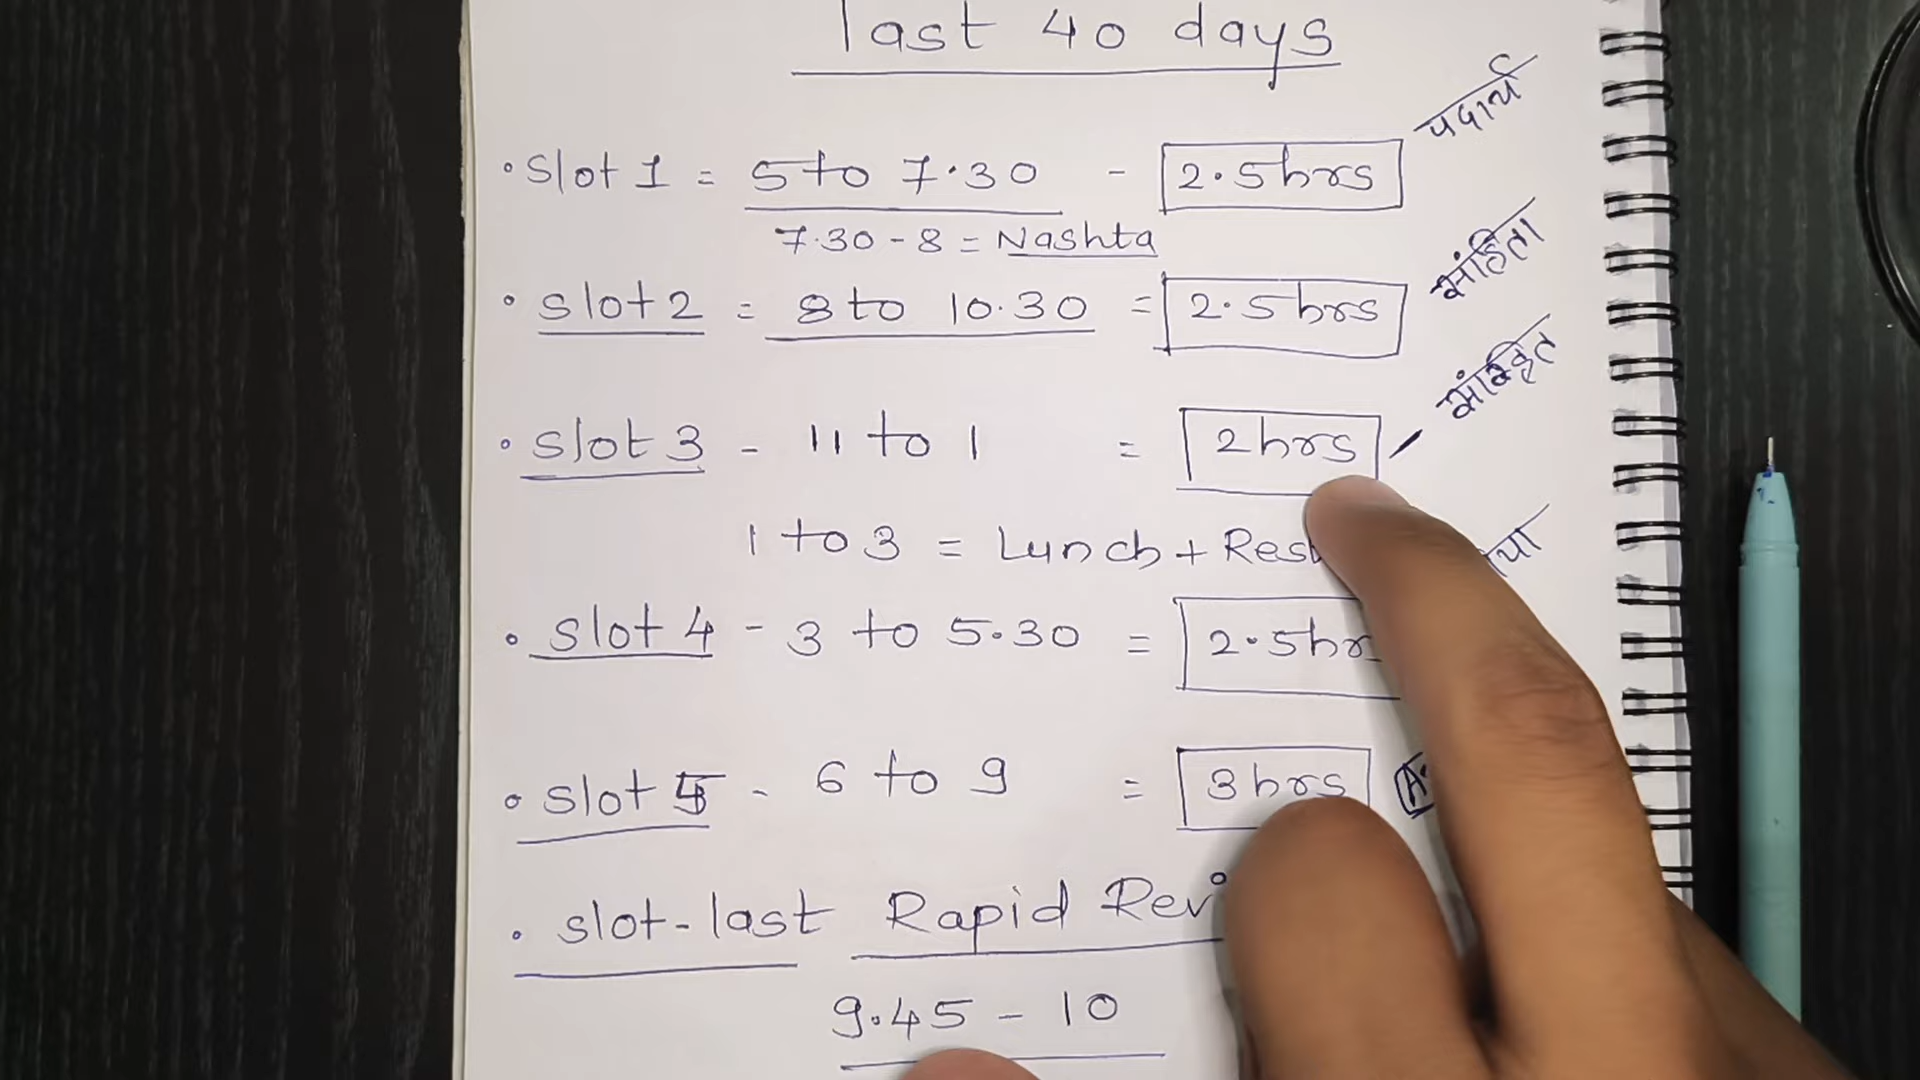 last 40 days
• Slot 1 = 5 to 7.30 - 2.5 hrs पदार्थ
7.30 - 8 = Nashta
• slot 2 = 8 to 10.30 = 2.5 hrs संहिता
• slot 3 - 11 to 1 = 2 hrs संस्कृत
1 to 3 = Lunch + Rest
• slot 4 - 3 to 5.30 = 2.5 hr
• slot 5 - 6 to 9 = 3 hrs
• slot-last Rapid
9.45 - 10